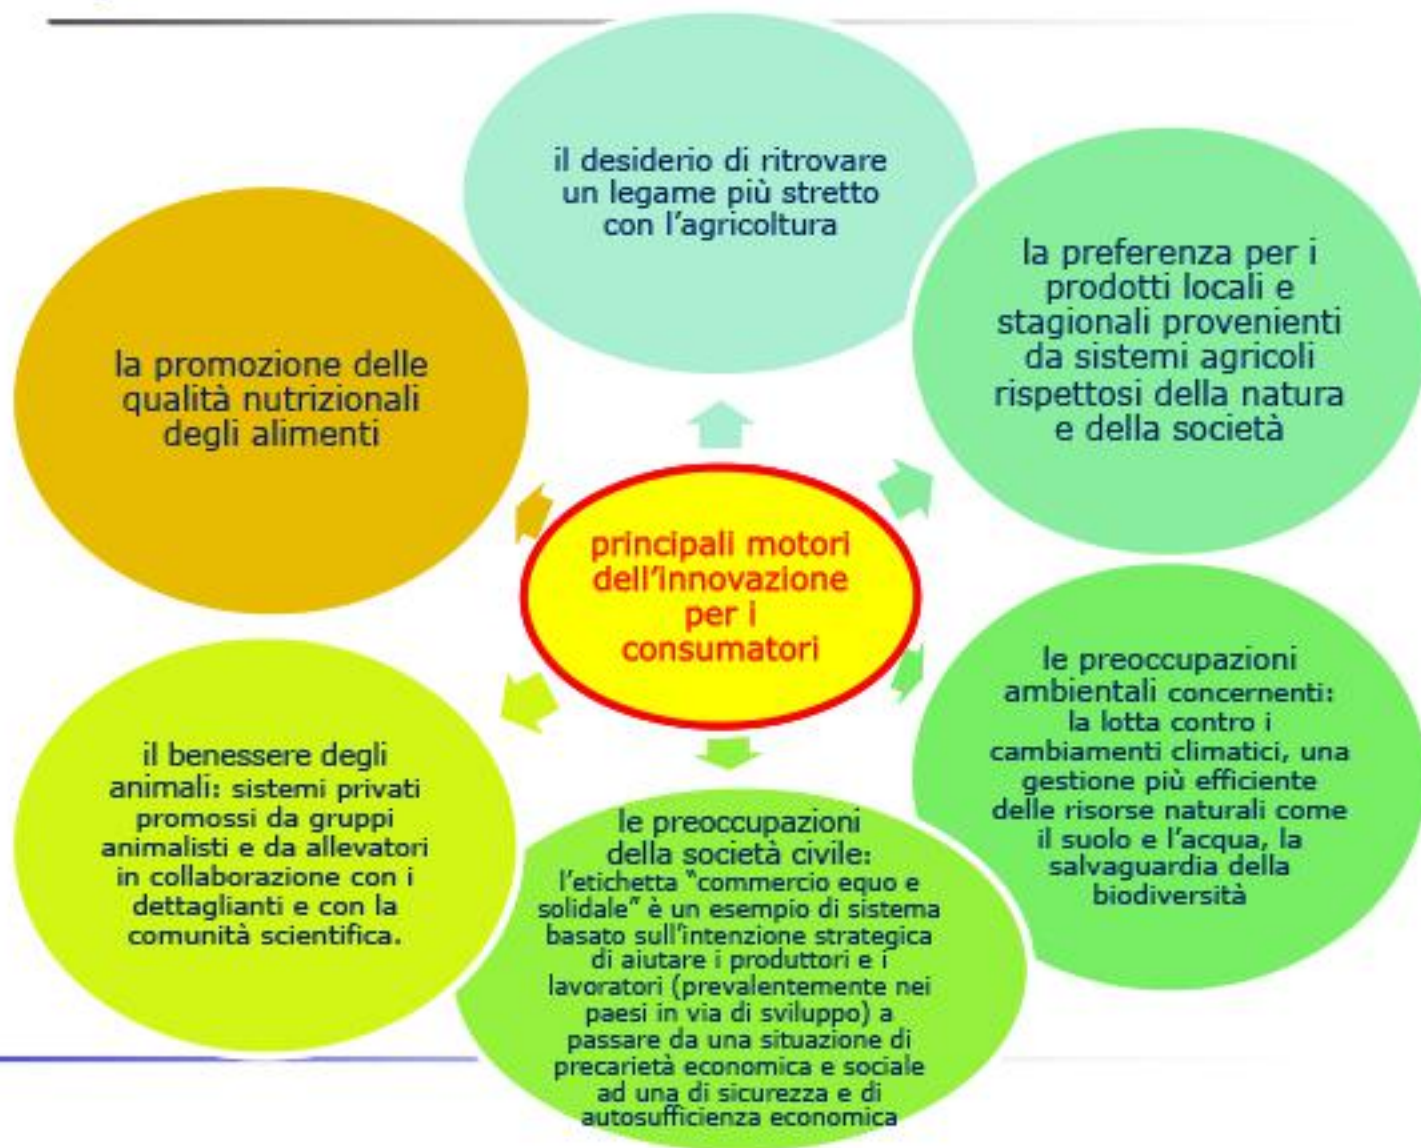 il desiderio di ritrovare
un legame più stretto
con l'agricoltura
la preferenza per i
prodotti locali e
stagionali provenienti
da sistemi agricoli
rispettosi della natura
e della società
la promozione delle
qualità nutrizionali
degli alimenti
principali motori
dell'innovazione
per i
consumatori
le preoccupazioni
ambientali concernenti:
la lotta contro i
cambiamenti climatici, una
gestione più efficiente
delle risorse naturali come
il suolo e l'acqua, la
salvaguardia della
biodiversità
il benessere degli
animali: sistemi privati
promossi da gruppi
animalisti e da allevatori
in collaborazione con i
dettaglianti e con la
comunità scientifica.
le preoccupazioni
della società civile:
l'etichetta "commercio equo e
solidale" è un esempio di sistema
basato sull'intenzione strategica
di aiutare i produttori e i
lavoratori (prevalentemente nei
paesi in via di sviluppo) a
passare da una situazione di
precarietà economica e sociale
ad una di sicurezza e di
autosufficienza economica